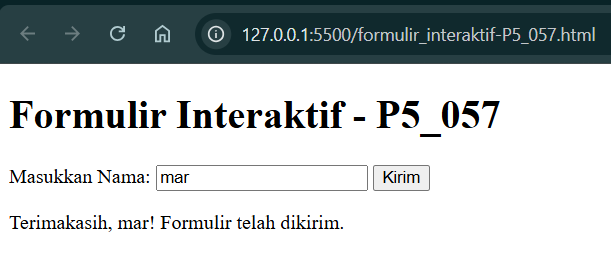 127.0.0.1:5500/formulir_interaktif-P5_057.html
Formulir Interaktif - P5_057
Masukkan Nama: mar Kirim
Terimakasih, mar! Formulir telah dikirim.